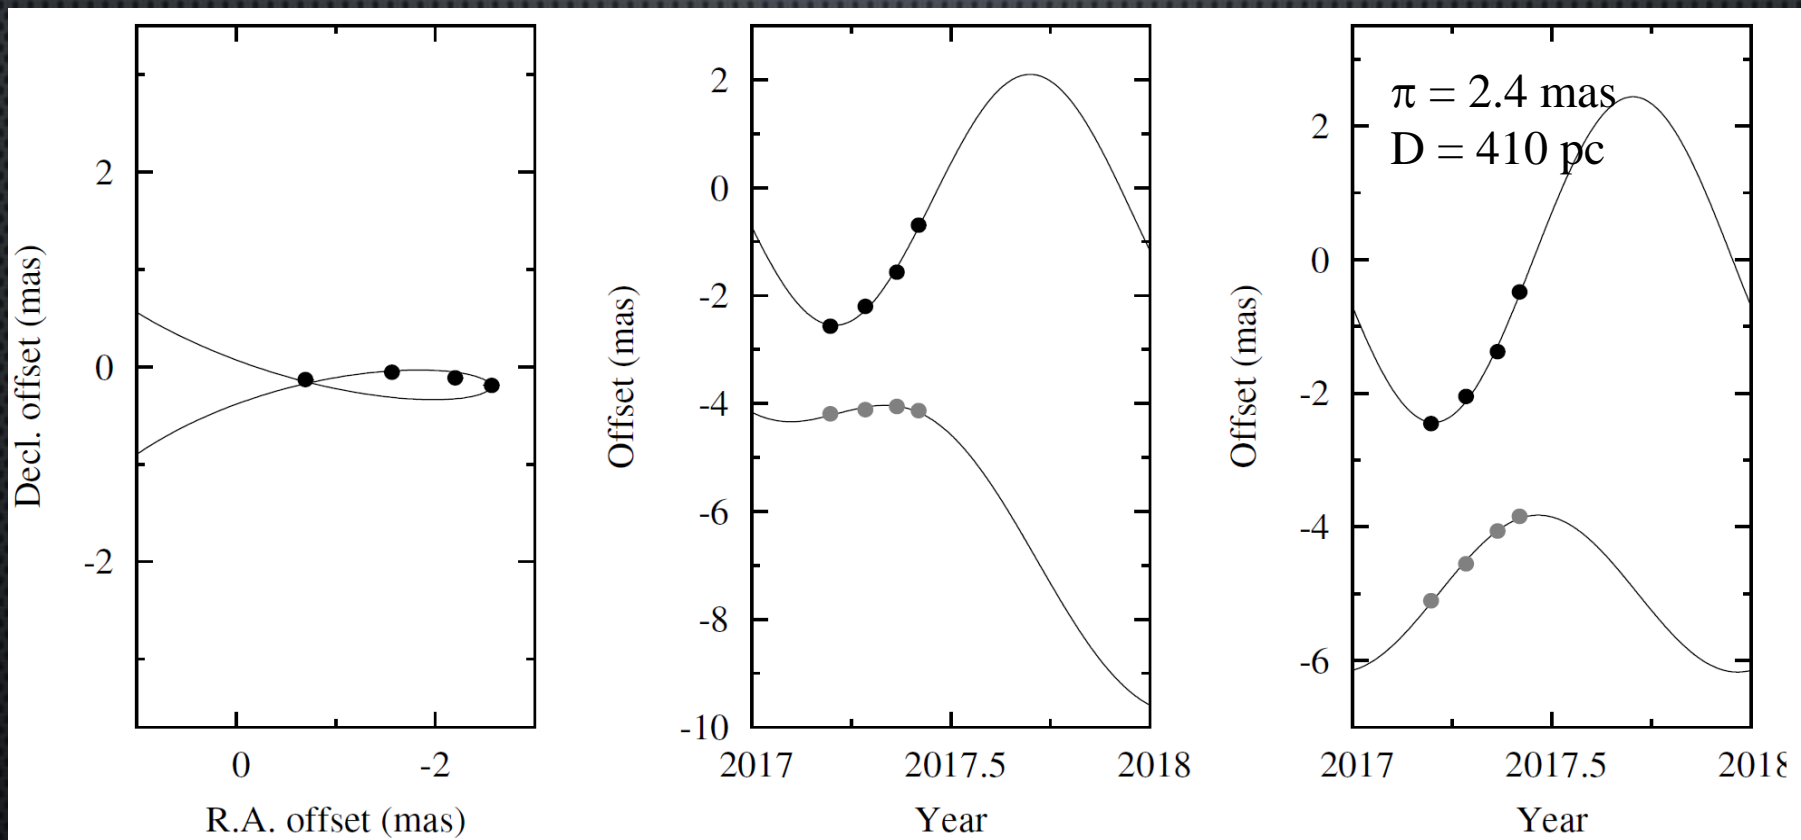 Decl. offset (mas)
2
0
-2
0
-2
R.A. offset (mas)
Offset (mas)
2
0
-2
-4
-6
-8
-10
2017
2017.5
2018
Year
π = 2.4 mas
D = 410 pc
Offset (mas)
2
0
-2
-4
-6
2017
2017.5
2018
Year